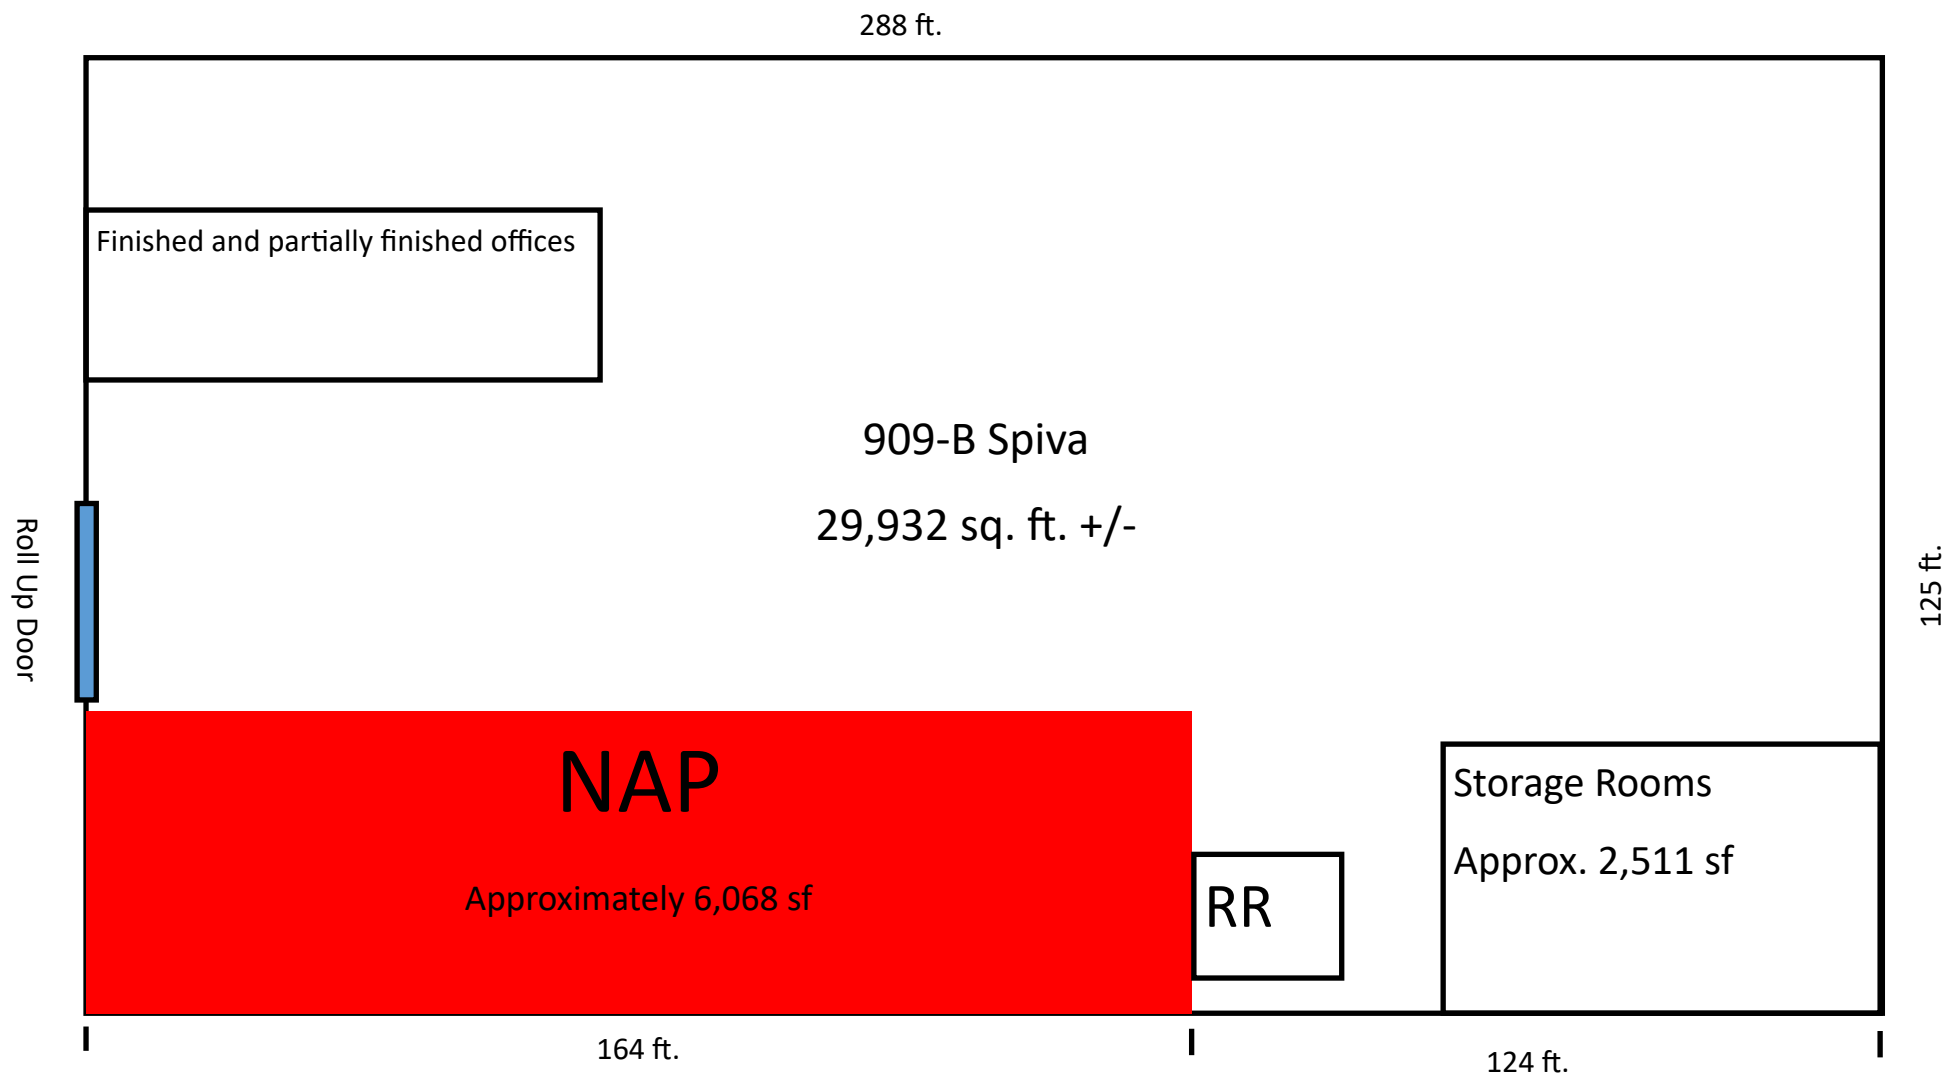 288 ft.
Finished and partially finished offices
909-B Spiva
29,932 sq. ft. +/-
Roll Up Door
125 ft.
NAP
Approximately 6,068 sf
RR
Storage Rooms
Approx. 2,511 sf
164 ft.
124 ft.